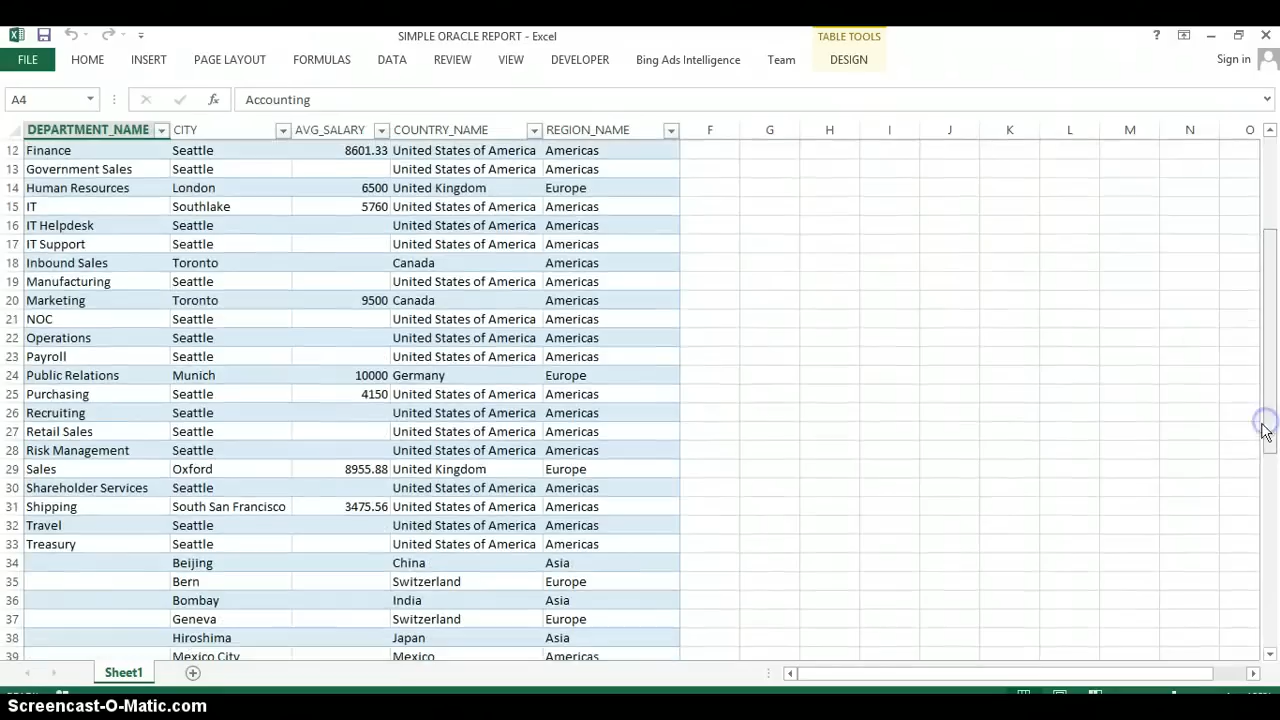 SIMPLE ORACLE REPORT - Excel
TABLE TOOLS
?
FILE HOME INSERT PAGE LAYOUT FORMULAS DATA REVIEW VIEW DEVELOPER Bing Ads Intelligence Team DESIGN Sign in
A4 fx Accounting
DEPARTMENT_NAME CITY AVG_SALARY COUNTRY_NAME REGION_NAME F G H I J K L M N O
12 Finance Seattle 8601.33 United States of America Americas
13 Government Sales Seattle United States of America Americas
14 Human Resources London 6500 United Kingdom Europe
15 IT Southlake 5760 United States of America Americas
16 IT Helpdesk Seattle United States of America Americas
17 IT Support Seattle United States of America Americas
18 Inbound Sales Toronto Canada Americas
19 Manufacturing Seattle United States of America Americas
20 Marketing Toronto 9500 Canada Americas
21 NOC Seattle United States of America Americas
22 Operations Seattle United States of America Americas
23 Payroll Seattle United States of America Americas
24 Public Relations Munich 10000 Germany Europe
25 Purchasing Seattle 4150 United States of America Americas
26 Recruiting Seattle United States of America Americas
27 Retail Sales Seattle United States of America Americas
28 Risk Management Seattle United States of America Americas
29 Sales Oxford 8955.88 United Kingdom Europe
30 Shareholder Services Seattle United States of America Americas
31 Shipping South San Francisco 3475.56 United States of America Americas
32 Travel Seattle United States of America Americas
33 Treasury Seattle United States of America Americas
34 Beijing China Asia
35 Bern Switzerland Europe
36 Bombay India Asia
37 Geneva Switzerland Europe
38 Hiroshima Japan Asia
39 Mexico City Mexico Americas
Sheet1
Screencast-O-Matic.com